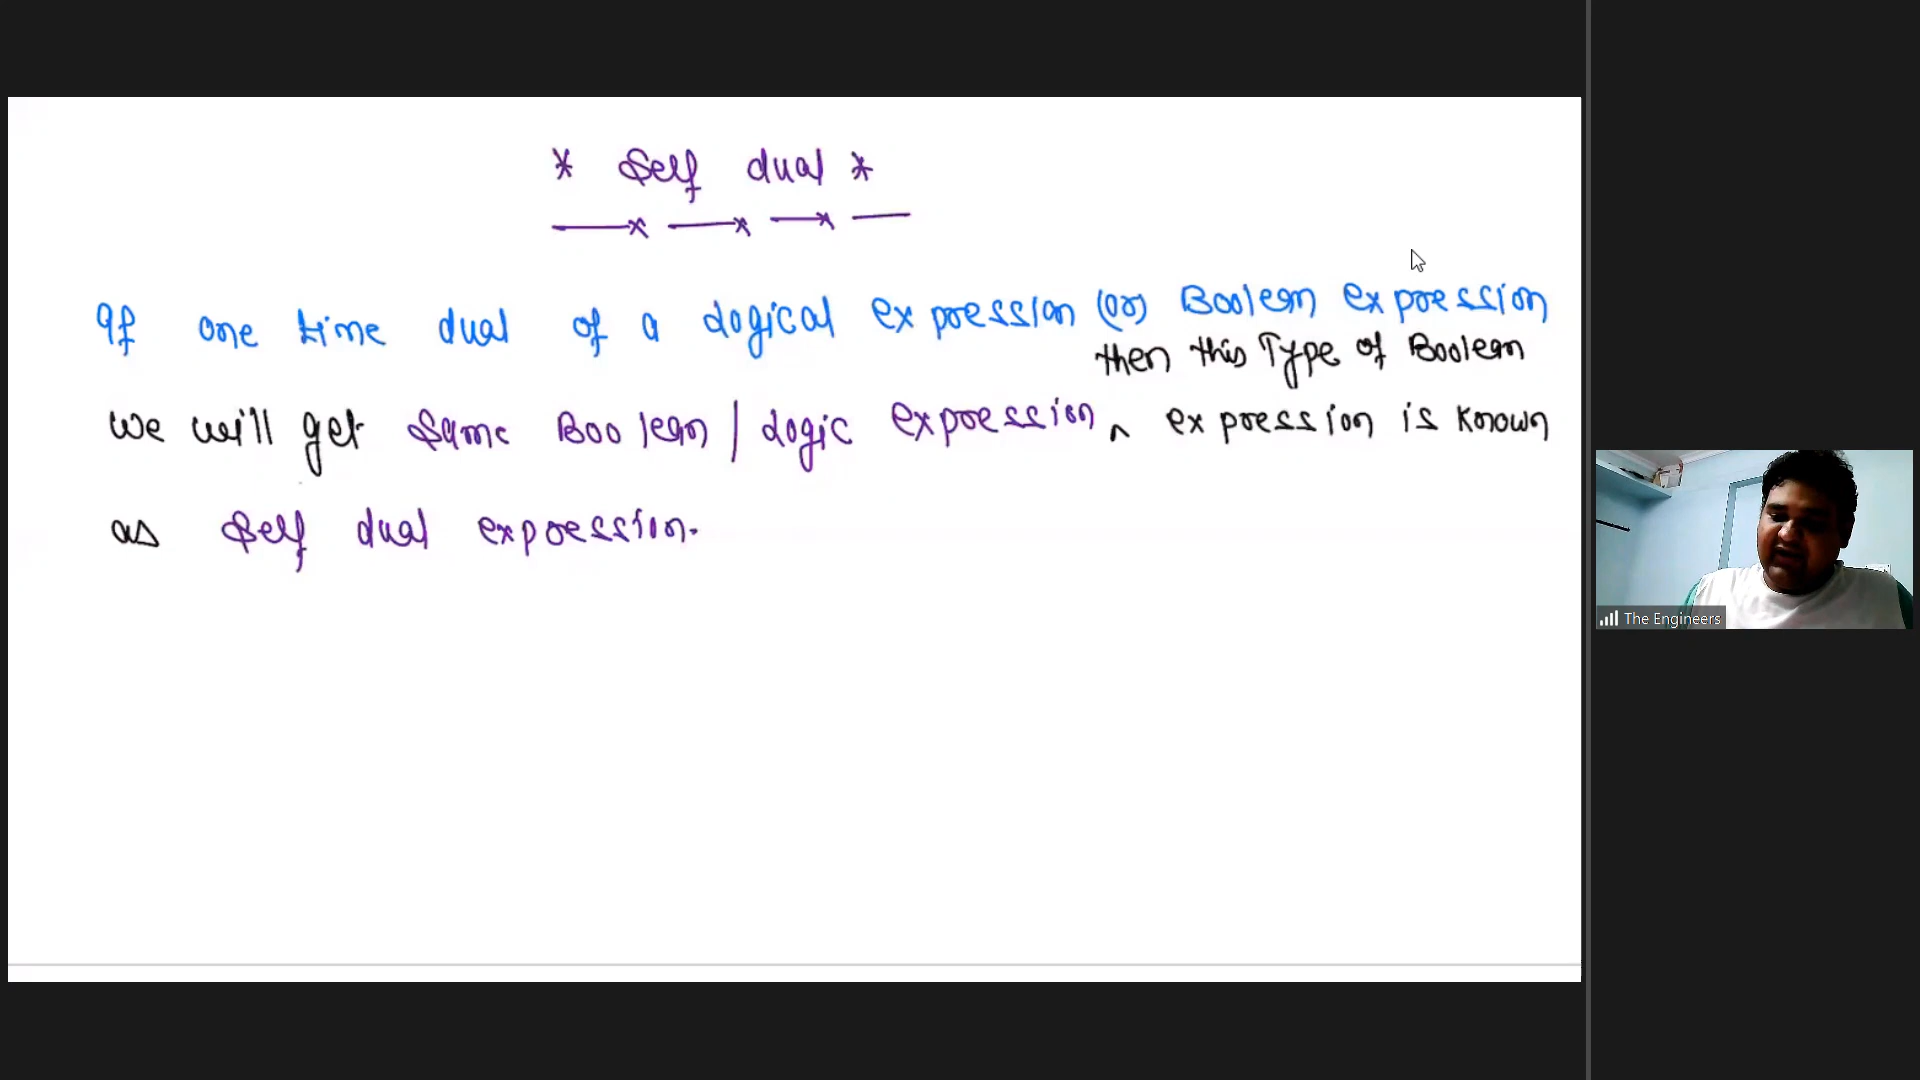 * Self dual *
If one time dual of a Logical expression (or) Boolean expression
then this Type of Boolean
we will get Same Boolean / Logic expression ^ expression is known
as Self dual expression.
The Engineers